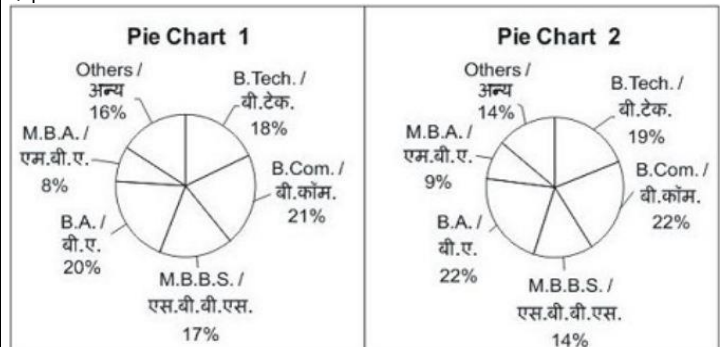 Pie Chart 1
Others /
अन्य
16%
B.Tech. /
बी.टेक.
18%
M.B.A. /
एम.बी.ए.
8%
B.Com. /
बी.कॉम.
21%
B.A. /
बी.ए.
20%
M.B.B.S. /
एस.बी.बी.एस.
17%
Pie Chart 2
Others /
अन्य
14%
B.Tech. /
बी.टेक.
19%
M.B.A. /
एम.बी.ए.
9%
B.Com. /
बी.कॉम.
22%
B.A. /
बी.ए.
22%
M.B.B.S. /
एस.बी.बी.एस.
14%